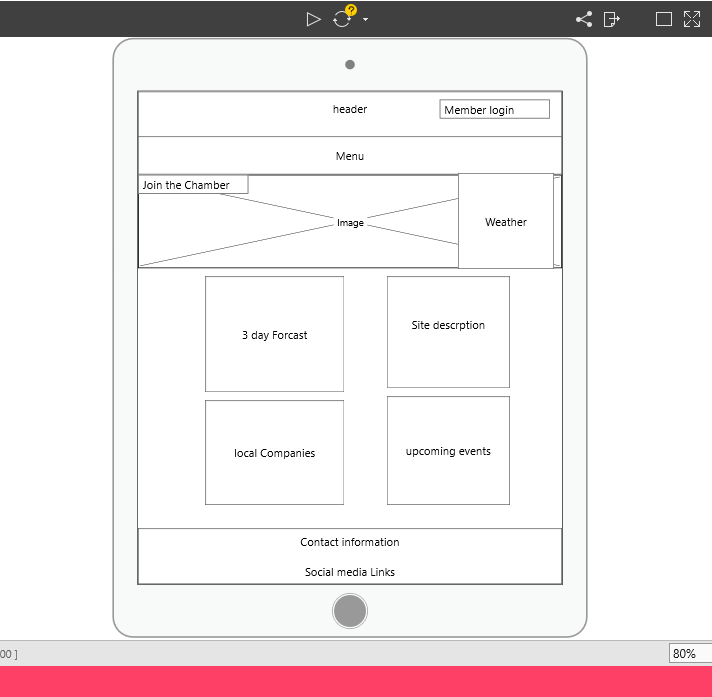 ?
header
Member login
Menu
Join the Chamber
Image
Weather
3 day Forcast
Site descrption
local Companies
upcoming events
Contact information
Social media Links
00 ]
80%